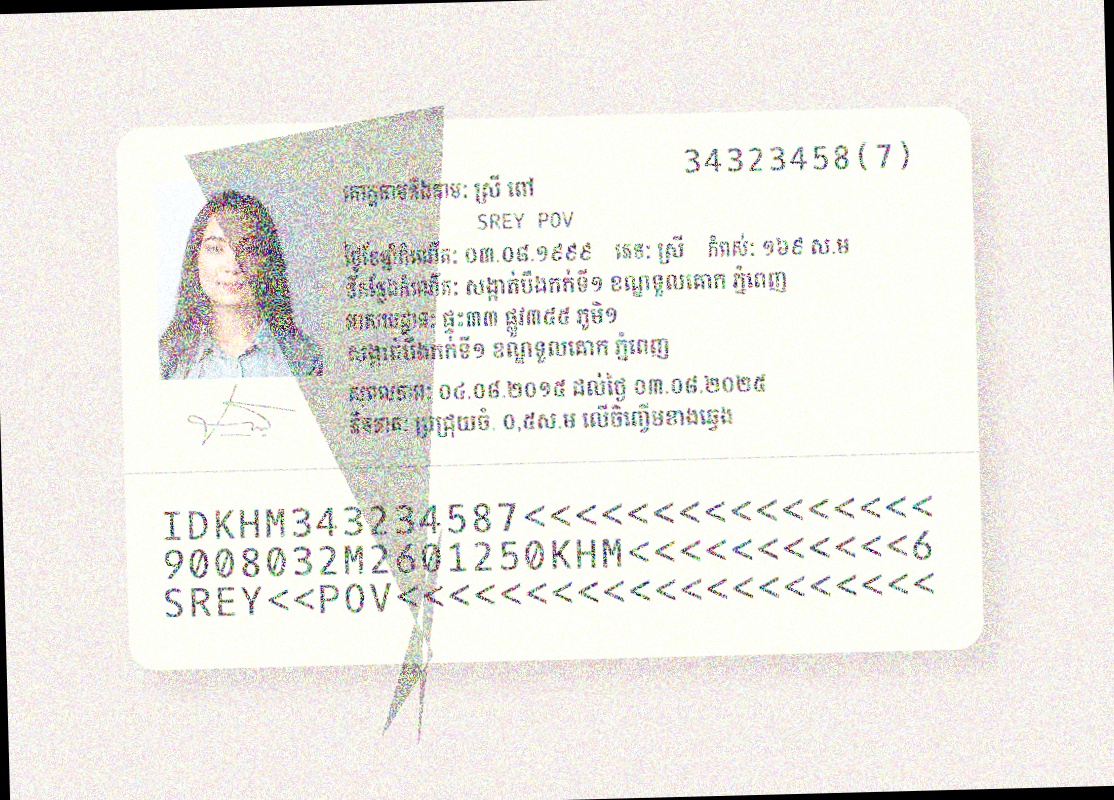 34323458(7)
គោត្តនាមនិងនាម: ស្រី ពៅ
SREY POV
ថ្ងៃខែឆ្នាំកំណើត: ០៣.០៨.១៩៩៩ ភេទ: ស្រី កំពស់: ១៦៩ ស.ម
ទីកន្លែងកំណើត: សង្កាត់បឹងកក់ទី១ ខណ្ឌទួលគោក ភ្នំពេញ
អាសយដ្ឋាន: ផ្ទះ៣៣ ផ្លូវ៣៥៥ ភូមិ១
សង្កាត់បឹងកក់ទី១ ខណ្ឌទួលគោក ភ្នំពេញ
សុពលភាព: ០៤.០៨.២០១៥ ដល់ថ្ងៃ ០៣.០៨.២០២៥
ភិនភាគ: ប្រជ្រុយចំ. ០,៥ស.ម លើចិញ្ចើមខាងឆ្វេង
IDKHM343234587<<<<<<<<<<<<<<<<
9008032M2601250KHM<<<<<<<<<<<6
SREY<<POV<<<<<<<<<<<<<<<<<<<<<